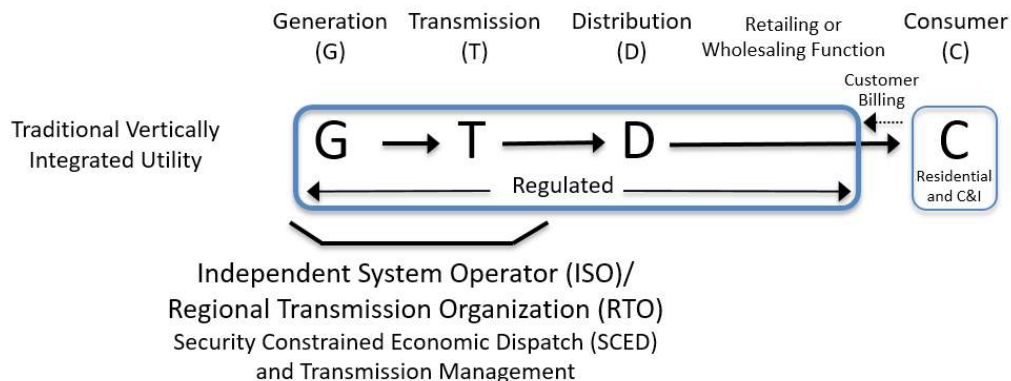 Generation
(G)
Transmission
(T)
Distribution
(D)
Retailing or
Wholesaling Function
Consumer
(C)
Customer
Billing
Traditional Vertically
Integrated Utility
G
T
D
C
Residential
and C&I
Regulated
Independent System Operator (ISO)/
Regional Transmission Organization (RTO)
Security Constrained Economic Dispatch (SCED)
and Transmission Management